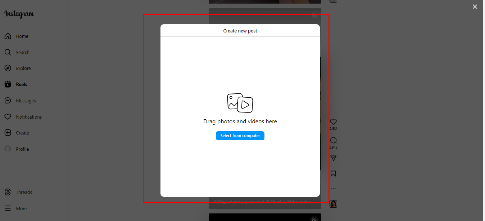 Instagram
Create new post
Home
Search
Explore
Reels
Messages
Notifications
Drag photos and videos here
Create
Select from computer
Profile
Threads
More